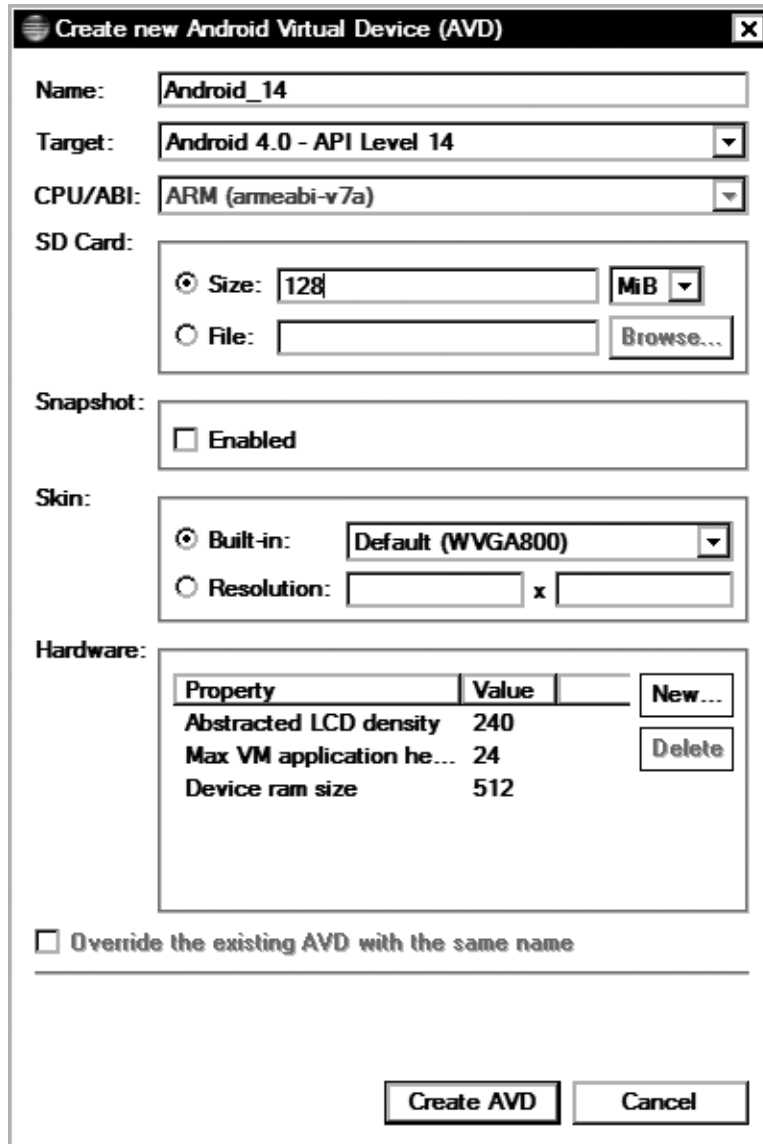 Create new Android Virtual Device (AVD)
Name: Android_14
Target: Android 4.0 - API Level 14
CPU/ABI: ARM (armeabi-v7a)
SD Card:
Size: 128 MiB
File: Browse...
Snapshot:
Enabled
Skin:
Built-in: Default (WVGA800)
Resolution: x
Hardware:
Property Value New...
Abstracted LCD density 240
Max VM application he... 24 Delete
Device ram size 512
Override the existing AVD with the same name
Create AVD Cancel